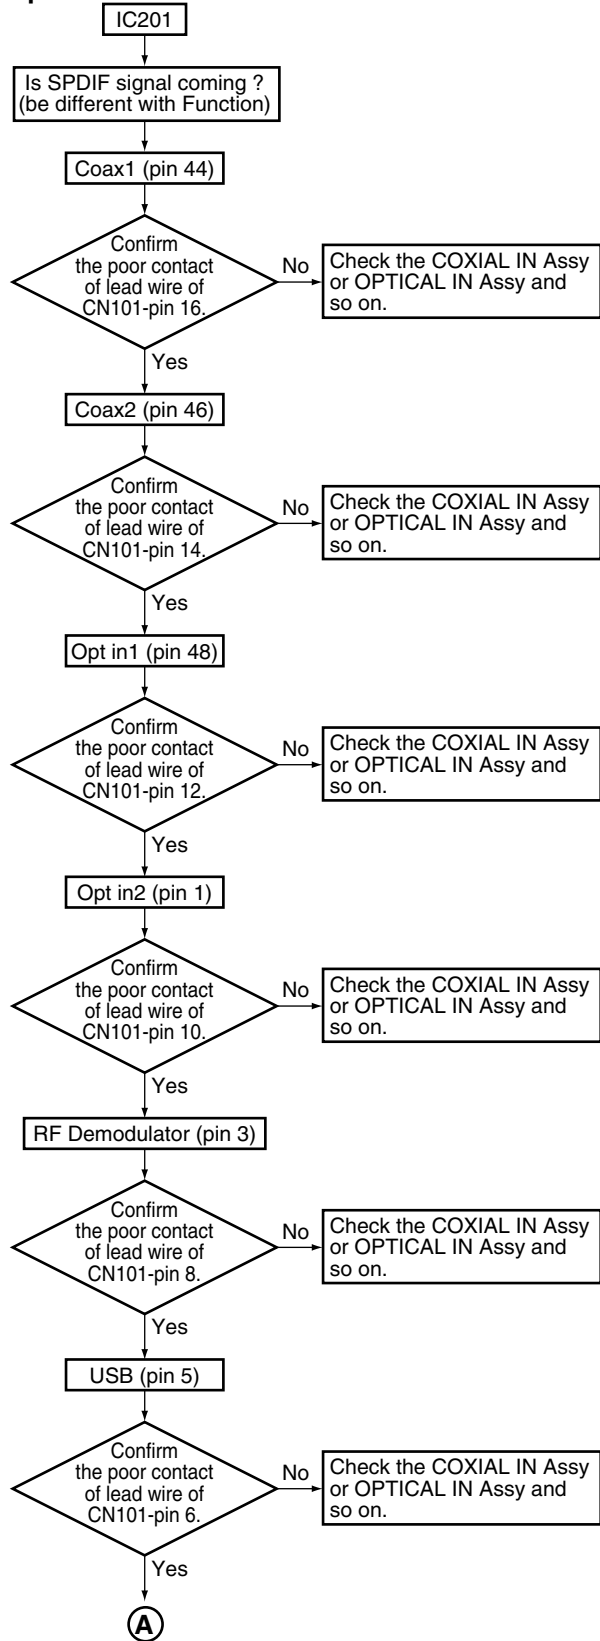 IC201
Is SPDIF signal coming ?
(be different with Function)
Coax1 (pin 44)
Confirm
the poor contact
of lead wire of
CN101-pin 16.
No
Check the COXIAL IN Assy
or OPTICAL IN Assy and
so on.
Yes
Coax2 (pin 46)
Confirm
the poor contact
of lead wire of
CN101-pin 14.
No
Check the COXIAL IN Assy
or OPTICAL IN Assy and
so on.
Yes
Opt in1 (pin 48)
Confirm
the poor contact
of lead wire of
CN101-pin 12.
No
Check the COXIAL IN Assy
or OPTICAL IN Assy and
so on.
Yes
Opt in2 (pin 1)
Confirm
the poor contact
of lead wire of
CN101-pin 10.
No
Check the COXIAL IN Assy
or OPTICAL IN Assy and
so on.
Yes
RF Demodulator (pin 3)
Confirm
the poor contact
of lead wire of
CN101-pin 8.
No
Check the COXIAL IN Assy
or OPTICAL IN Assy and
so on.
Yes
USB (pin 5)
Confirm
the poor contact
of lead wire of
CN101-pin 6.
No
Check the COXIAL IN Assy
or OPTICAL IN Assy and
so on.
Yes
A